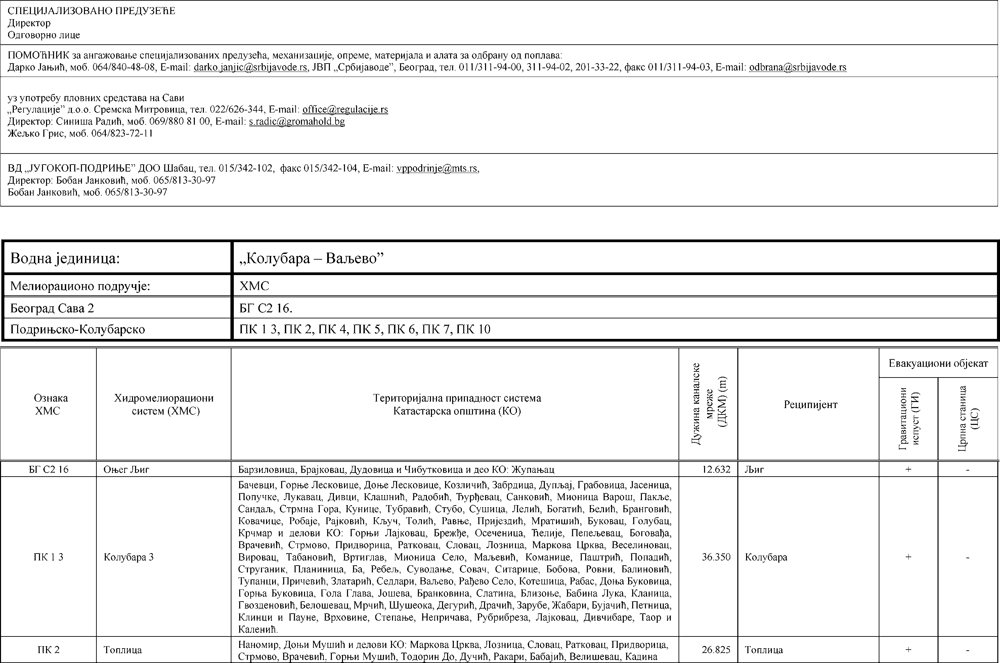 СПЕЦИЈАЛИЗОВАНО ПРЕДУЗЕЋЕ
Директор
Одговорно лице
ПОМОЋНИК за ангажовање специјализованих предузећа, механизације, опреме, материјала и алата за одбрану од поплава:
Дарко Јањић, моб. 064/840-48-08, E-mail: darko.janjic@srbijavode.rs, ЈВП „Србијаводе”, Београд, тел. 011/311-94-00, 311-94-02, 201-33-22, факс 011/311-94-03, E-mail: odbrana@srbijavode.rs
уз употребу пловних средстава на Сави
„Регулације” д.о.о. Сремска Митровица, тел. 022/626-344, E-mail: office@regulacije.rs
Директор: Синиша Радић, моб. 069/880 81 00, E-mail: s.radic@gromahold.bg
Жељко Грис, моб. 064/823-72-11
ВД „ЈУГОКОП-ПОДРИЊЕ” ДОО Шабац, тел. 015/342-102, факс 015/342-104, E-mail: vppodrinje@mts.rs,
Директор: Бобан Јанковић, моб. 065/813-30-97
Бобан Јанковић, моб. 065/813-30-97
Водна јединица: „Колубара – Ваљево”
Мелиорационо подручје: ХМС
Београд Сава 2 БГ С2 16.
Подрињско-Колубарско ПК 1 3, ПК 2, ПК 4, ПК 5, ПК 6, ПК 7, ПК 10
Ознака
ХМС
Хидромелиорациони
систем (ХМС)
Територијална припадност система
Катастарска општина (КО)
Дужина каналске
мреже
(ДКМ) (m)
Реципијент
Евакуациони објекат
Гравитациони
испуст (ГИ)
Црпна станица
(ЦС)
БГ С2 16 Оњег Љиг Барзиловица, Брајковац, Дудовица и Чибутковица и део КО: Жупањац 12.632 Љиг + -
Бачевци, Горње Лесковице, Доње Лесковице, Козличић, Забрдица, Дупљај, Грабовица, Јасеница,
Попучке, Лукавац, Дивци, Клашнић, Радобић, Ђурђевац, Санковић, Мионица Варош, Пакље,
Сандаљ, Стрмна Гора, Кунице, Тубравић, Стубо, Сушица, Лелић, Богатић, Белић, Бранговић,
Ковачице, Робаје, Рајковић, Кључ, Толић, Равње, Пријездић, Мратишић, Буковац, Голубац,
Крчмар и делови КО: Горњи Лајковац, Брежђе, Осеченица, Ћелије, Пепељевац, Боговађа,
Врачевић, Стрмово, Придворица, Ратковац, Словац, Лозница, Маркова Црква, Веселиновац,
ПК 1 3 Колубара 3 Вировац, Табановић, Вртиглав, Мионица Село, Маљевић, Команице, Паштрић, Попадић, 36.350 Колубара + -
Струганик, Планиница, Ба, Ребељ, Суводање, Совач, Ситарице, Бобова, Ровни, Балиновић,
Тупанци, Причевић, Златарић, Седлари, Ваљево, Рађево Село, Котешица, Рабас, Доња Буковица,
Горња Буковица, Гола Глава, Јошева, Бранковина, Слатина, Близоње, Бабина Лука, Кланица,
Гвозденовић, Белошевац, Мрчић, Шушеока, Дегурић, Драчић, Зарубе, Жабари, Бујачић, Петница,
Клинци и Пауне, Врховине, Степање, Непричава, Рубрибреза, Лајковац, Дивчибаре, Таор и
Каленић.
ПК 2 Топлица Наномир, Доњи Мушић и делови КО: Маркова Црква, Лозница, Словац, Ратковац, Придворица, 26.825 Топлица + -
Стрмово, Врачевић, Горњи Мушић, Тодорин До, Дучић, Ракари, Бабајић, Велишевац, Кадина